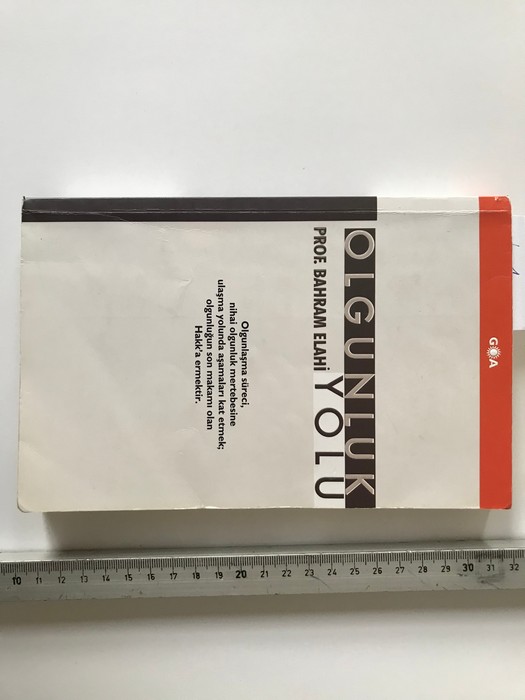 GOA
OLGUNLUK
YOLU
PROF. BAHRAM ELAHİ
Olgunlaşma süreci,
nihai olgunluk mertebesine
ulaşma yolunda aşamaları kat etmek;
olgunluğun son makamı olan
Hakk'a ermektir.
10 11 12 13 14 15 16 17 18 19 20 21 22 23 24 25 26 27 28 29 30 31 32